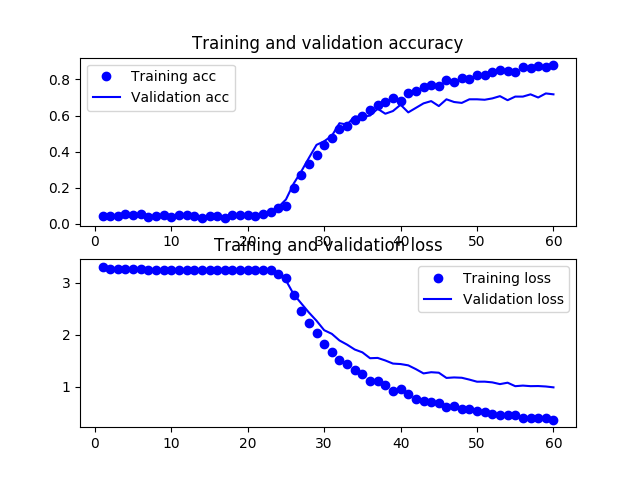 Training and validation accuracy
0.8
0.6
0.4
0.2
0.0
Training acc
Validation acc
0 10 20 30 40 50 60
Training and validation loss
3
2
1
Training loss
Validation loss
0 10 20 30 40 50 60